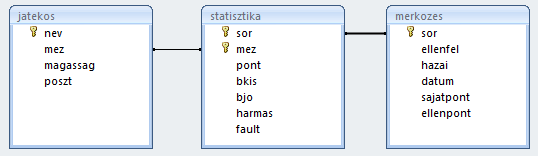 jatekos
nev
mez
magassag
poszt
statisztika
sor
mez
pont
bkis
bjo
harmas
fault
merkozes
sor
ellenfel
hazai
datum
sajatpont
ellenpont